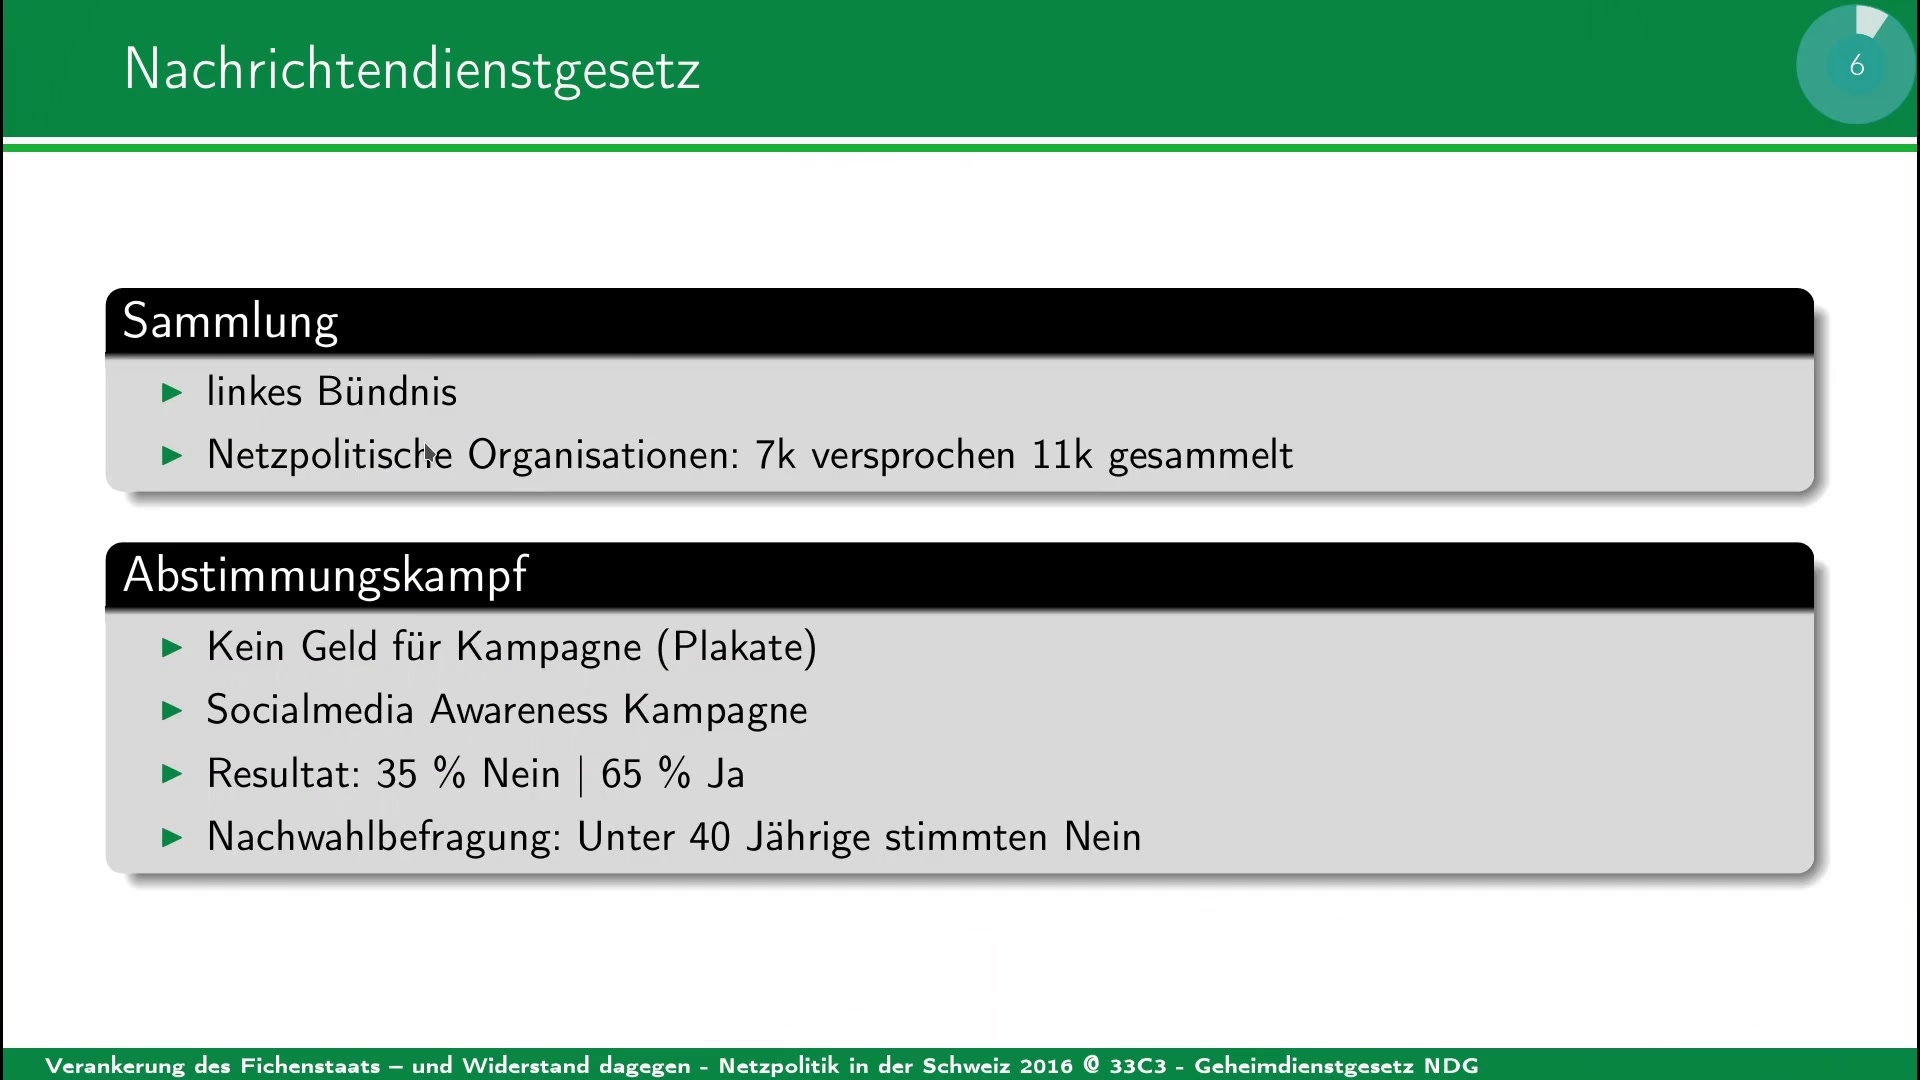 Nachrichtendienstgesetz
6
Sammlung
linkes Bündnis
Netzpolitische Organisationen: 7k versprochen 11k gesammelt
Abstimmungskampf
Kein Geld für Kampagne (Plakate)
Socialmedia Awareness Kampagne
Resultat: 35 % Nein | 65 % Ja
Nachwahlbefragung: Unter 40 Jährige stimmten Nein
Verankerung des Fichenstaats – und Widerstand dagegen - Netzpolitik in der Schweiz 2016 @ 33C3 - Geheimdienstgesetz NDG